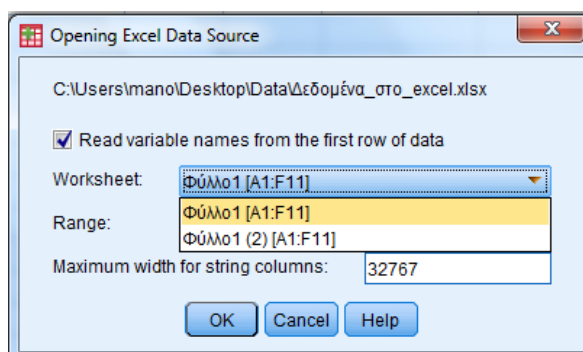 Opening Excel Data Source
C:\Users\mano\Desktop\Data\Δεδομένα_στο_excel.xlsx
Read variable names from the first row of data
Worksheet: Φύλλο1 [A1:F11]
Φύλλο1 [A1:F11]
Range:
Φύλλο1 (2) [A1:F11]
Maximum width for string columns: 32767
OK Cancel Help